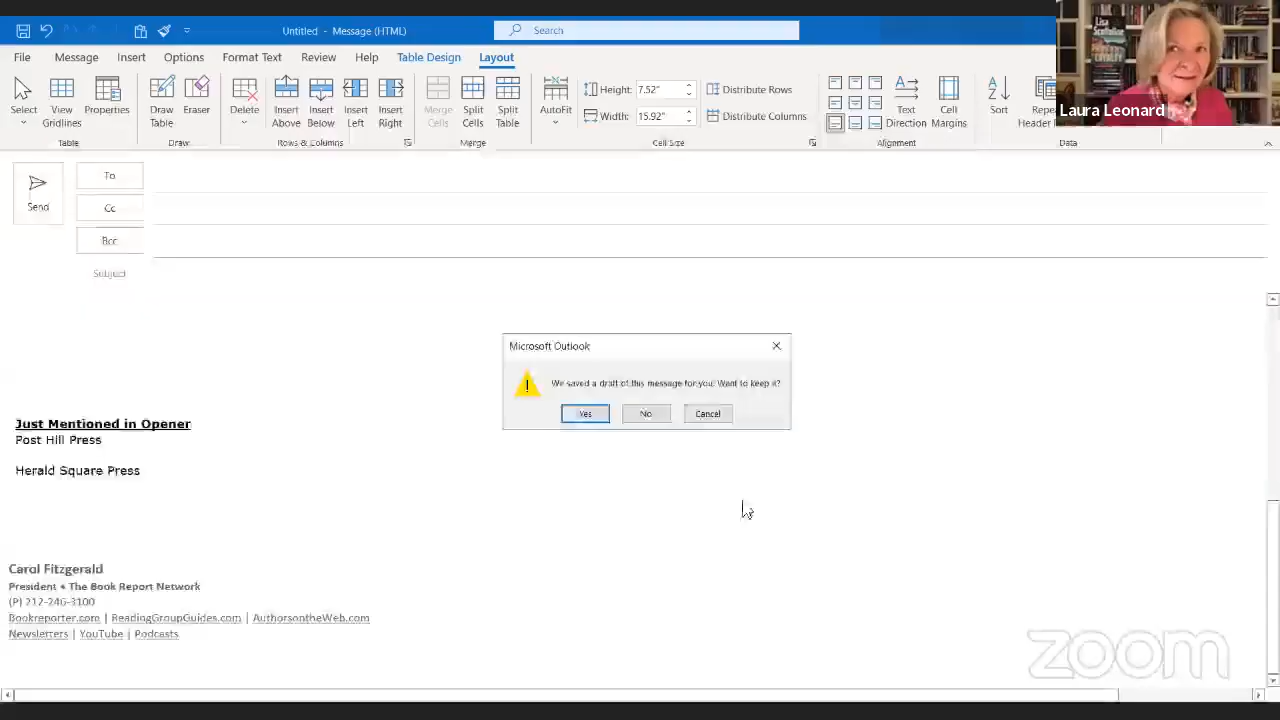 Untitled - Message (HTML)
Search
File Message Insert Options Format Text Review Help Table Design Layout
Select
View Gridlines
Properties
Draw Table
Eraser
Delete
Insert Above
Insert Below
Insert Left
Insert Right
Merge Cells
Split Cells
Split Table
AutoFit
Height: 7.52"
Width: 15.92"
Distribute Rows
Distribute Columns
Text Direction
Cell Margins
Sort
Table
Draw
Rows & Columns
Merge
Cell Size
Alignment
Data
Lisa
Laura Leonard
Send
To
Cc
Bcc
Subject
Microsoft Outlook
We saved a draft of this message for you. Want to keep it?
Yes No Cancel
Just Mentioned in Opener
Post Hill Press
Herald Square Press
Carol Fitzgerald
President • The Book Report Network
(P) 212-246-3100
Bookreporter.com | ReadingGroupGuides.com | AuthorsontheWeb.com
Newsletters | YouTube | Podcasts
zoom